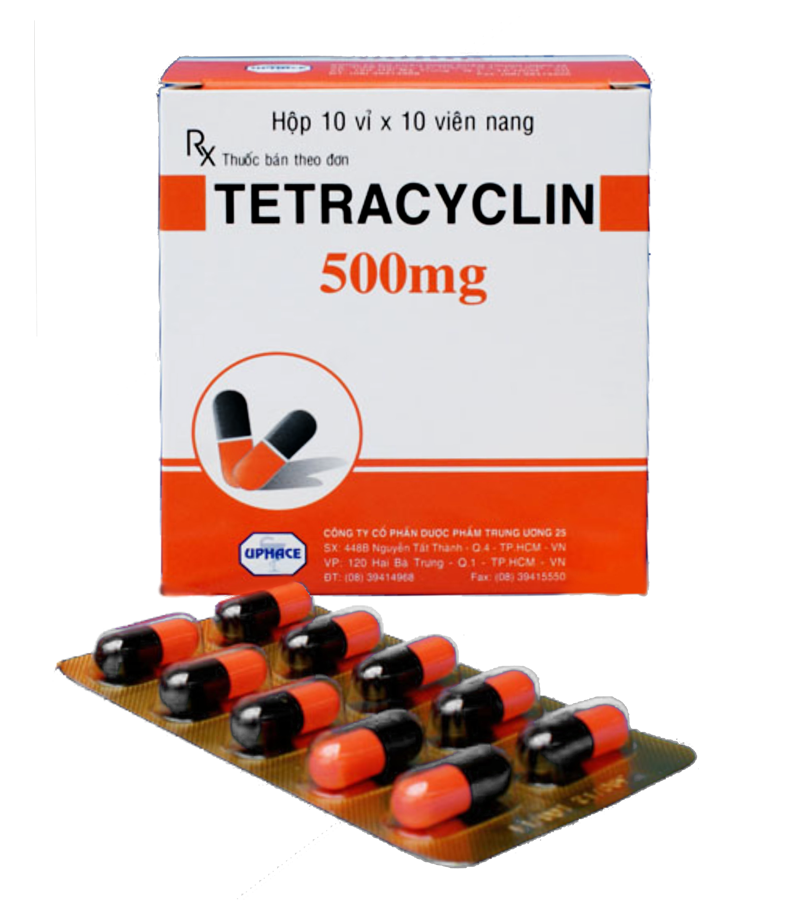 Hộp 10 vỉ x 10 viên nang
Rx Thuốc bán theo đơn
TETRACYCLIN
500mg
UPHACE
CÔNG TY CỔ PHẦN DƯỢC PHẨM TRUNG ƯƠNG 25
SX: 448B Nguyễn Tất Thành - Q.4 - TP.HCM - VN
VP: 120 Hai Bà Trưng - Q.1 - TP.HCM - VN
ĐT: (08) 39414968 Fax: (08) 39415550